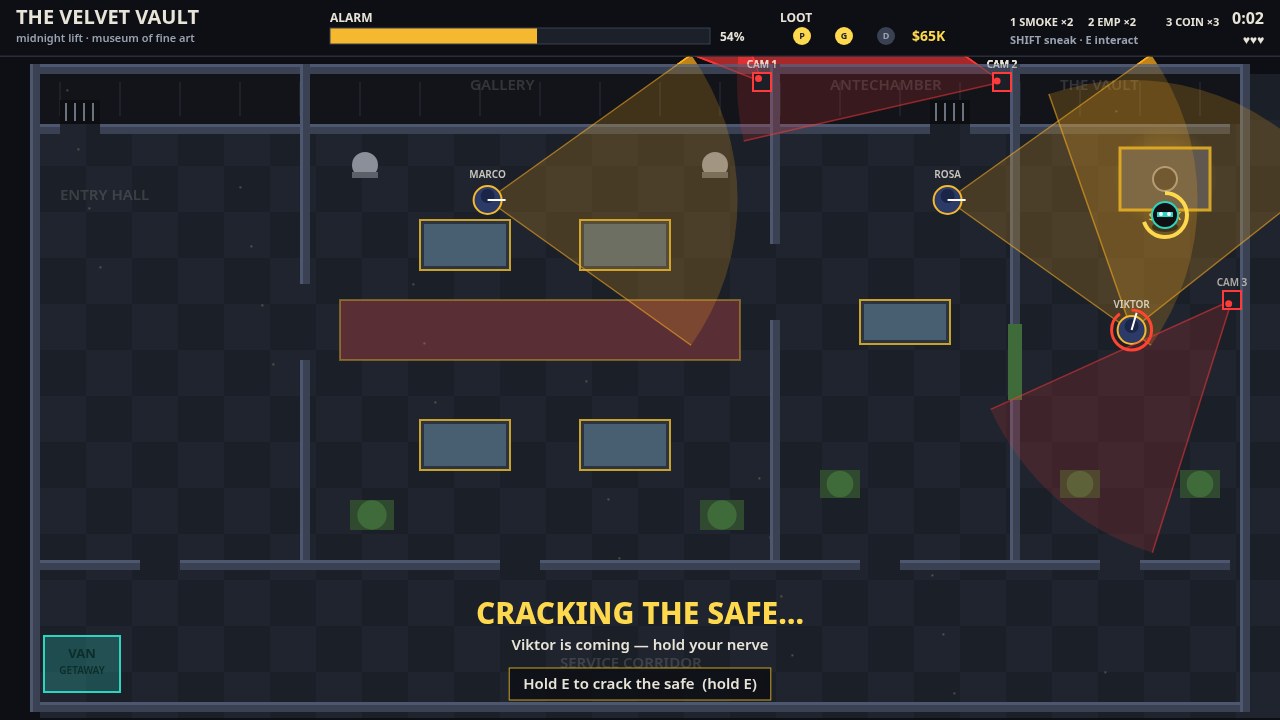 THE VELVET VAULT
midnight lift · museum of fine art
ALARM
54%
LOOT
P G D $65K
1 SMOKE ×2 2 EMP ×2 3 COIN ×3 0:02
SHIFT sneak · E interact ♥♥♥
CAM 1
CAM 2
GALLERY
ANTECHAMBER
THE VAULT
MARCO
ROSA
ENTRY HALL
CAM 3
VIKTOR
CRACKING THE SAFE...
Viktor is coming — hold your nerve
SERVICE CORRIDOR
Hold E to crack the safe (hold E)
VAN
GETAWAY